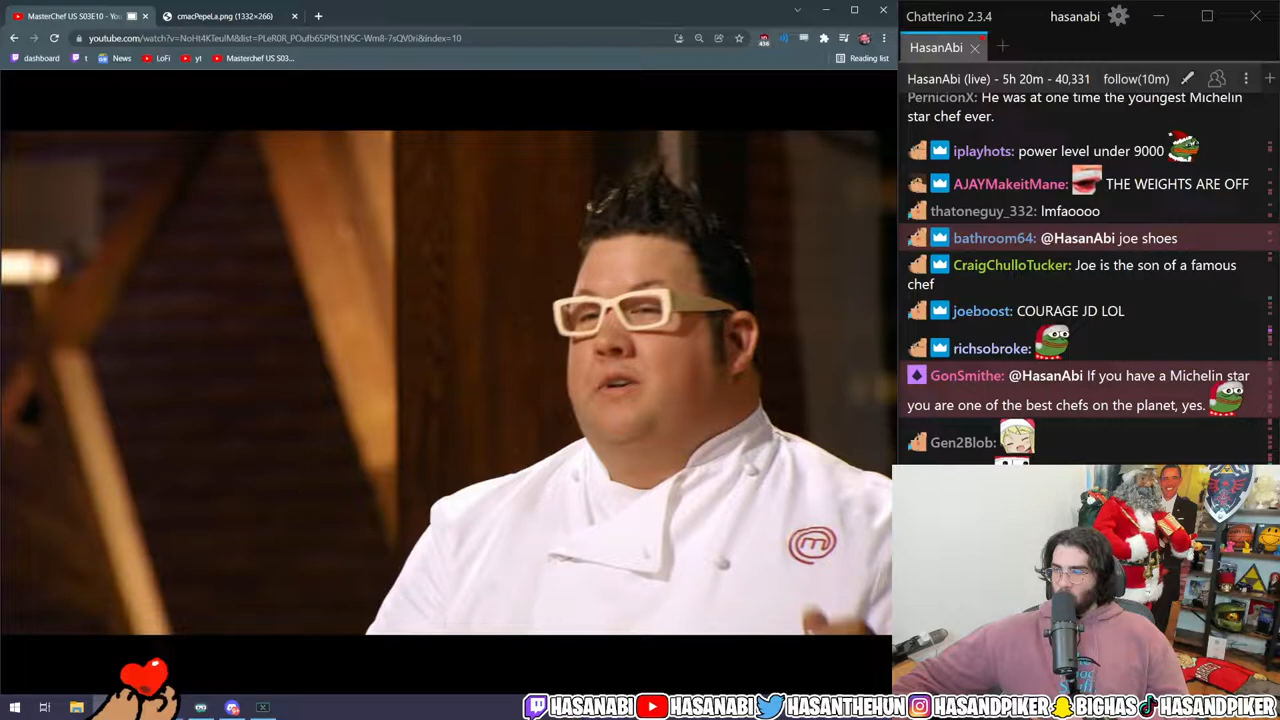 MasterChef US S03E10 - You
cmacPepeLa.png (1332×266)
youtube.com/watch?v=NoHt4KTeuIM&list=PLeR0R_POufb65PfSt1N5C-Wm8-7sQV0ri&index=10
436
dashboard
t
News
LoFi
yt
Masterchef US S03...
Reading list
Chatterino 2.3.4
hasanabi
HasanAbi
HasanAbi (live) - 5h 20m - 40,331 follow(10m)
PernicionX: He was at one time the youngest Michelin
star chef ever.
iplayhots: power level under 9000
AJAYMakeitMane: THE WEIGHTS ARE OFF
thatoneguy_332: lmfaoooo
bathroom64: @HasanAbi joe shoes
CraigChulloTucker: Joe is the son of a famous
chef
joeboost: COURAGE JD LOL
richsobroke:
GonSmithe: @HasanAbi If you have a Michelin star
you are one of the best chefs on the planet, yes.
Gen2Blob:
m
HASANABI HASANABI HASANTHEHUN HASANDPIKER BIGHAS HASANDPIKER